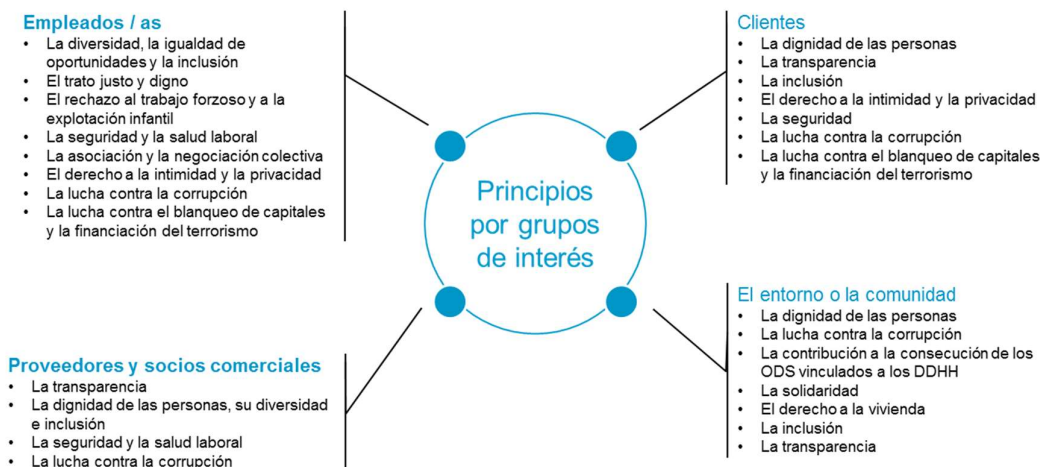 Empleados / as
• La diversidad, la igualdad de
oportunidades y la inclusión
• El trato justo y digno
• El rechazo al trabajo forzoso y a la
explotación infantil
• La seguridad y la salud laboral
• La asociación y la negociación colectiva
• El derecho a la intimidad y la privacidad
• La lucha contra la corrupción
• La lucha contra el blanqueo de capitales
y la financiación del terrorismo
Clientes
• La dignidad de las personas
• La transparencia
• La inclusión
• El derecho a la intimidad y la privacidad
• La seguridad
• La lucha contra la corrupción
• La lucha contra el blanqueo de capitales
y la financiación del terrorismo
Principios
por grupos
de interés
Proveedores y socios comerciales
• La transparencia
• La dignidad de las personas, su diversidad
e inclusión
• La seguridad y la salud laboral
• La lucha contra la corrupción
El entorno o la comunidad
• La dignidad de las personas
• La lucha contra la corrupción
• La contribución a la consecución de los
ODS vinculados a los DDHH
• La solidaridad
• El derecho a la vivienda
• La inclusión
• La transparencia